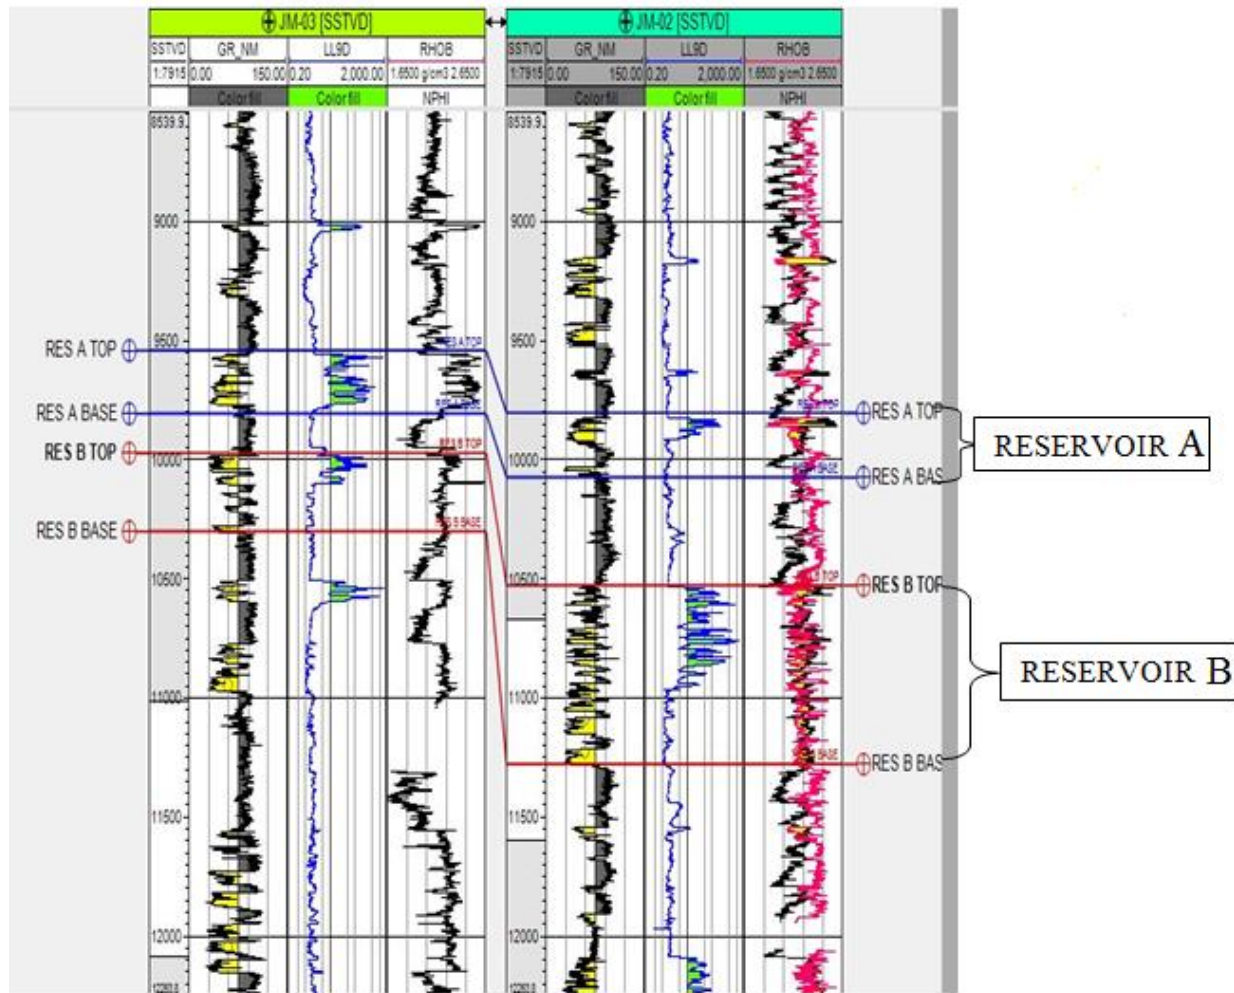 JM-03 [SSTVD]
JM-02 [SSTVD]
SSTVD GR_NM LL9D RHOB
SSTVD GR_NM LL9D RHOB
1:7915 0.00 150.00 0.20 2,000.00 1.6500 g/cm3 2.6500
1:7915 0.00 150.00 0.20 2,000.00 1.6500 g/cm3 2.6500
Color fill Color fill NPHI
Color fill Color fill NPHI
8539.9
8539.9
9000
9000
9500
9500
RES A TOP
RES A TOP
RES A TOP
RES A BASE
RES A BASE
RES A TOP
RESERVOIR A
RES B TOP
RES B TOP
10000
10000
RES A BAS
RES B BASE
RES B BASE
10500
10500
RES B TOP
RESERVOIR B
11000
11000
RES B BAS
11500
11500
12000
12000